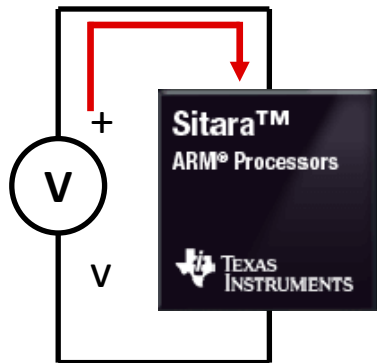 +
V
V
Sitara™
ARM® Processors
TEXAS
INSTRUMENTS